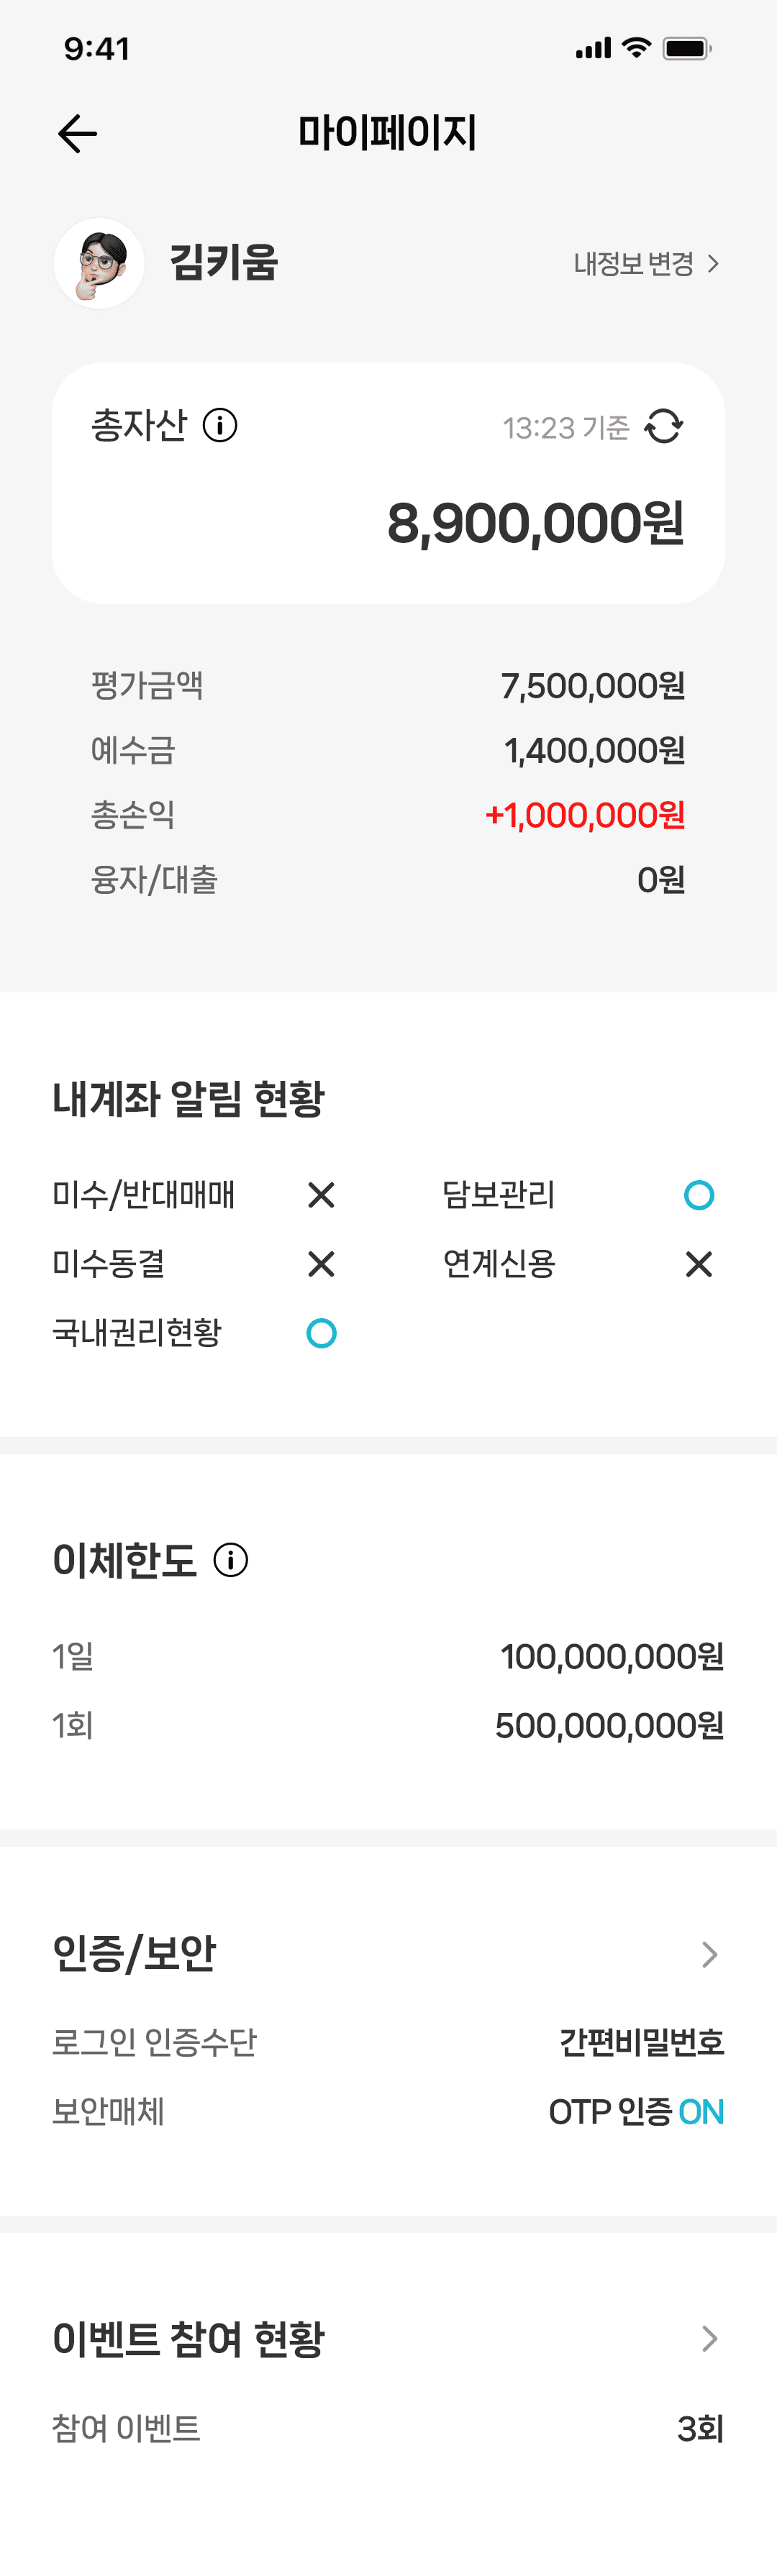 9:41
마이페이지
김키움
내정보 변경
총자산
13:23 기준
8,900,000원
평가금액 7,500,000원
예수금 1,400,000원
총손익 +1,000,000원
융자/대출 0원
내계좌 알림 현황
미수/반대매매 담보관리
미수동결 연계신용
국내권리현황
이체한도
1일 100,000,000원
1회 500,000,000원
인증/보안
로그인 인증수단 간편비밀번호
보안매체 OTP 인증 ON
이벤트 참여 현황
참여 이벤트 3회